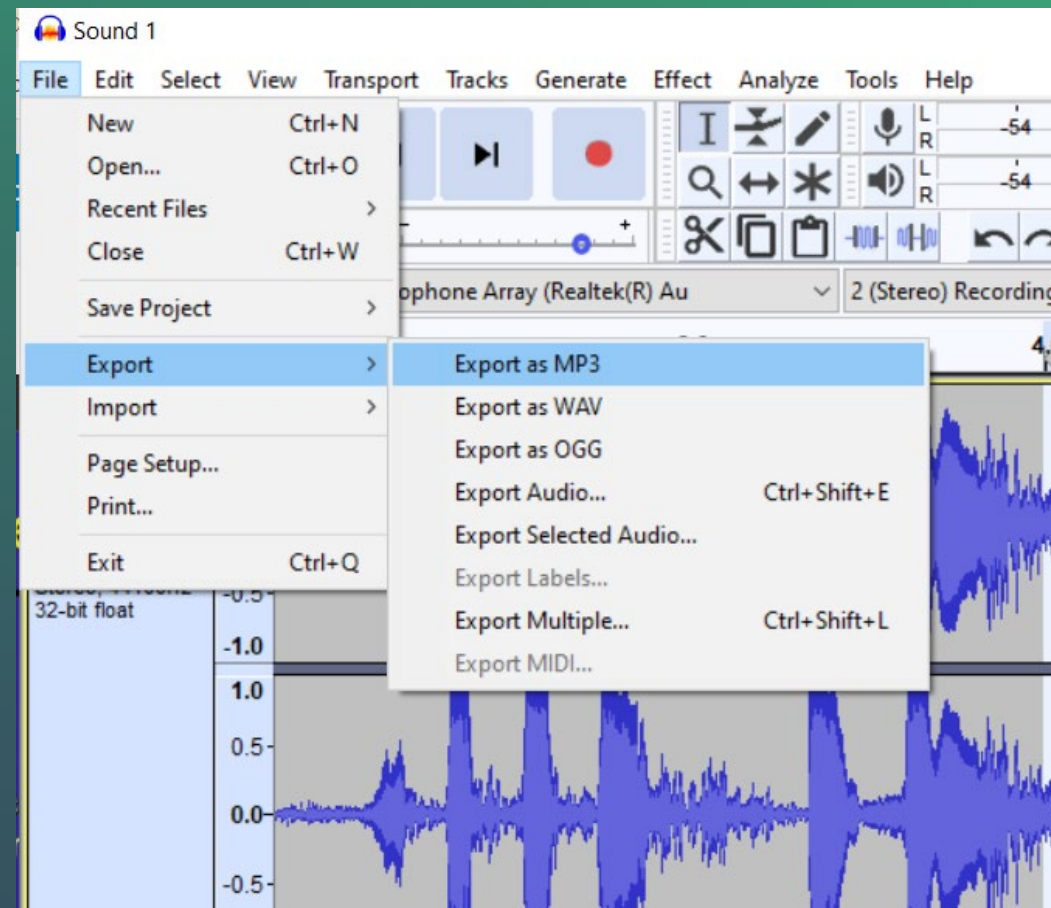 Sound 1
File Edit Select View Transport Tracks Generate Effect Analyze Tools Help
New Ctrl+N
Open... Ctrl+O
Recent Files >
Close Ctrl+W
Save Project >
Export >
Import >
Page Setup...
Print...
Exit Ctrl+Q
Export as MP3
Export as WAV
Export as OGG
Export Audio... Ctrl+Shift+E
Export Selected Audio...
Export Labels...
Export Multiple... Ctrl+Shift+L
Export MIDI...
L
R
-54
L
R
-54
- +
Array (Realtek(R) Au
2 (Stereo) Recording
32-bit float
-0.5
-1.0
1.0
0.5
0.0
-0.5